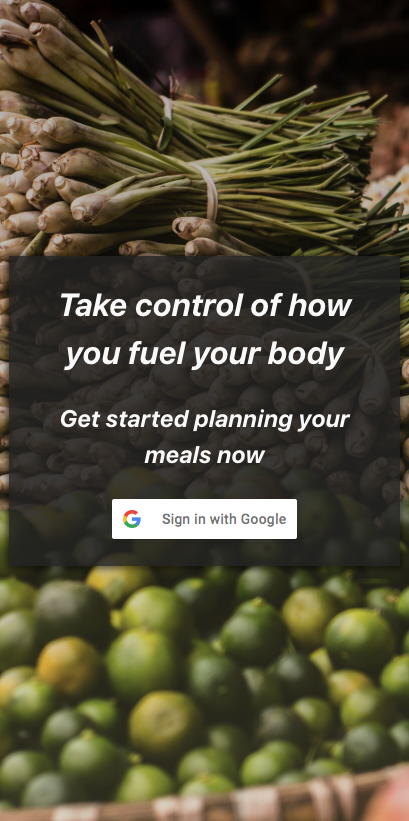 Take control of how
you fuel your body
Get started planning your
meals now
Sign in with Google